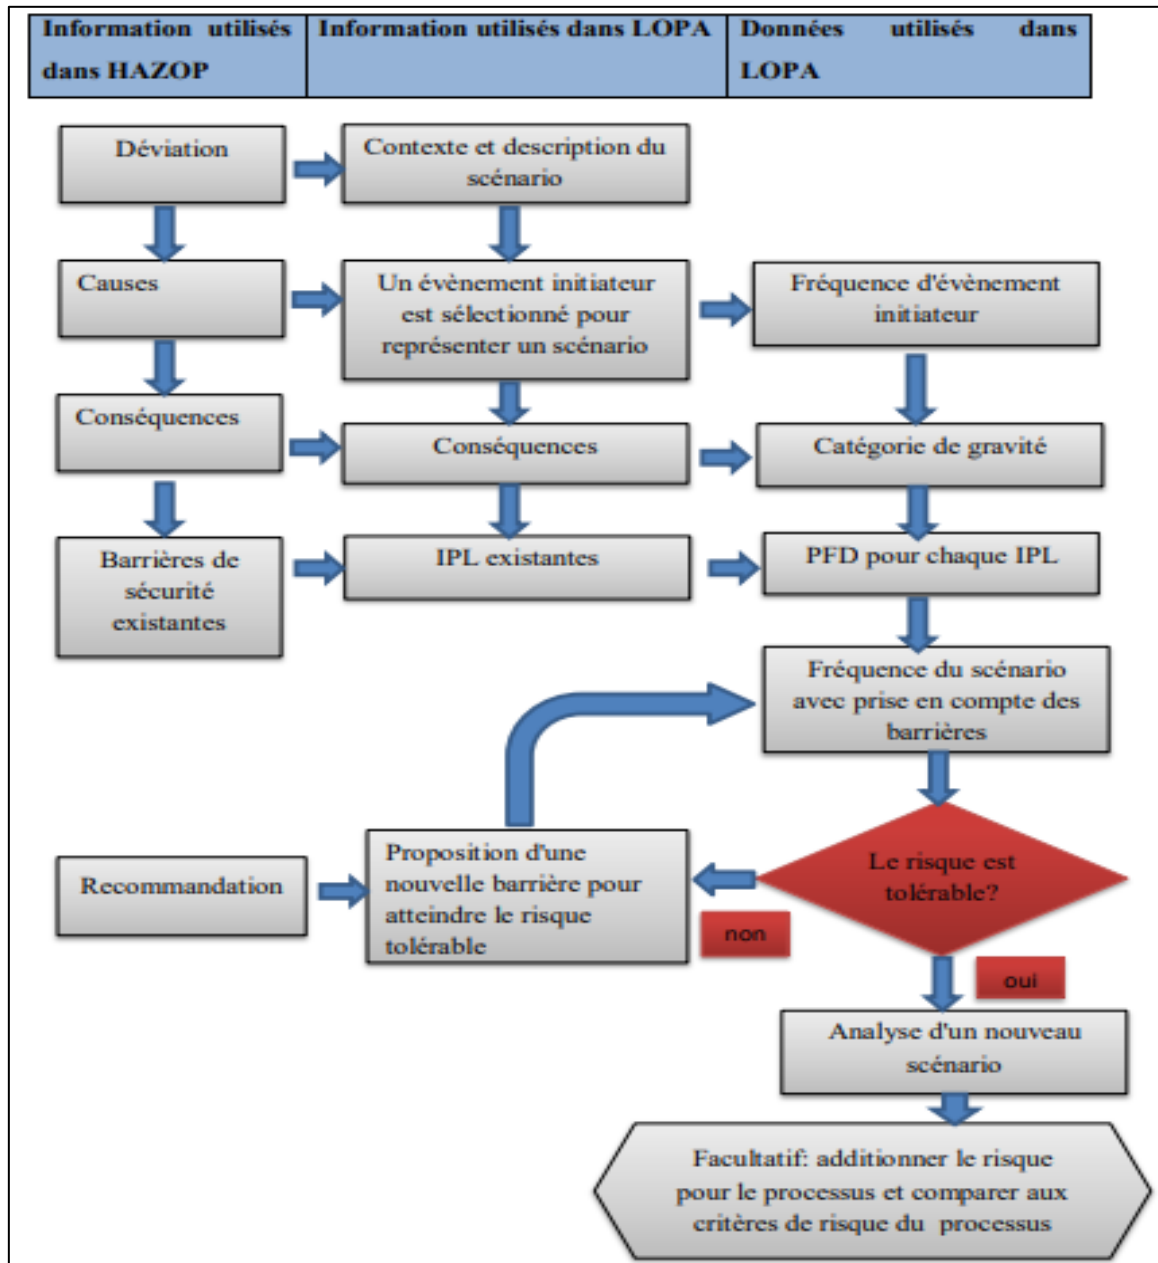 Information utilisés
dans HAZOP
Information utilisés dans LOPA
Données utilisés dans
LOPA
Déviation
Contexte et description du
scénario
Causes
Un évènement initiateur
est sélectionné pour
représenter un scénario
Fréquence d'évènement
initiateur
Conséquences
Conséquences
Catégorie de gravité
Barrières de
sécurité
existantes
IPL existantes
PFD pour chaque IPL
Fréquence du scénario
avec prise en compte des
barrières
Recommandation
Proposition d'une
nouvelle barrière pour
atteindre le risque
tolérable
Le risque est
tolérable?
non
oui
Analyse d'un nouveau
scénario
Facultatif: additionner le risque
pour le processus et comparer aux
critères de risque du processus